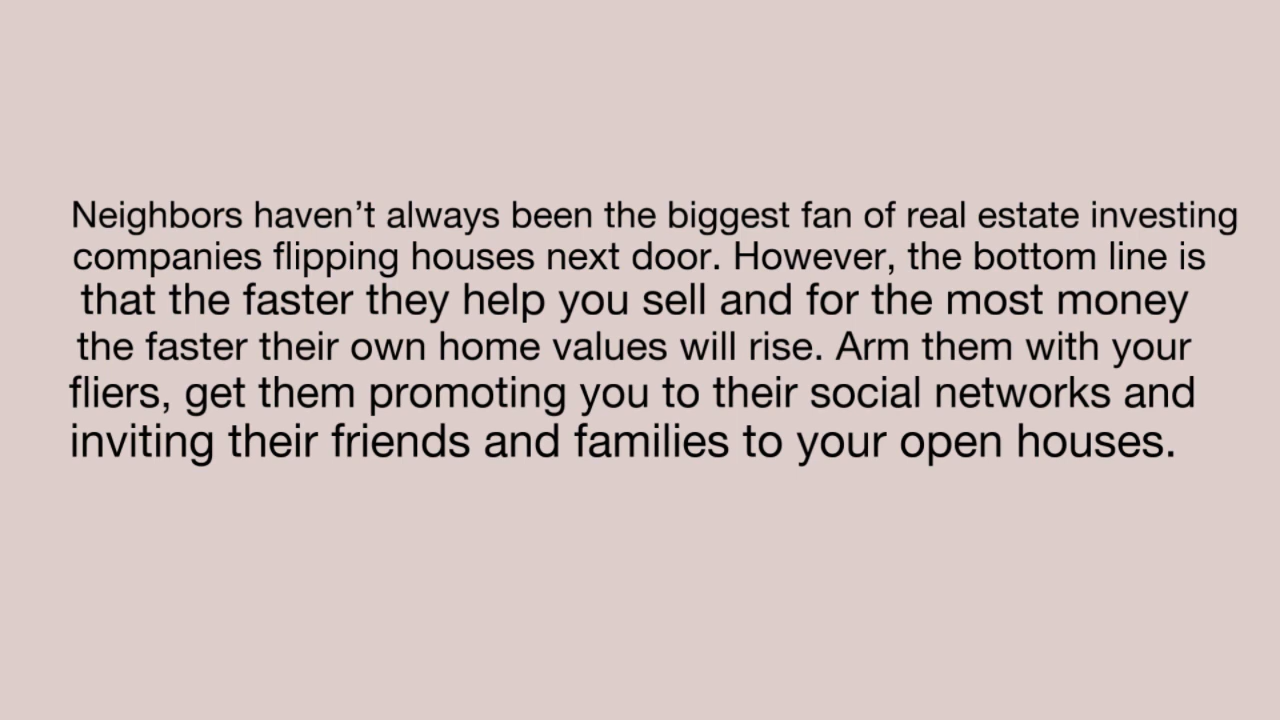 Neighbors haven’t always been the biggest fan of real estate investing
companies flipping houses next door. However, the bottom line is
that the faster they help you sell and for the most money
the faster their own home values will rise. Arm them with your
fliers, get them promoting you to their social networks and
inviting their friends and families to your open houses.